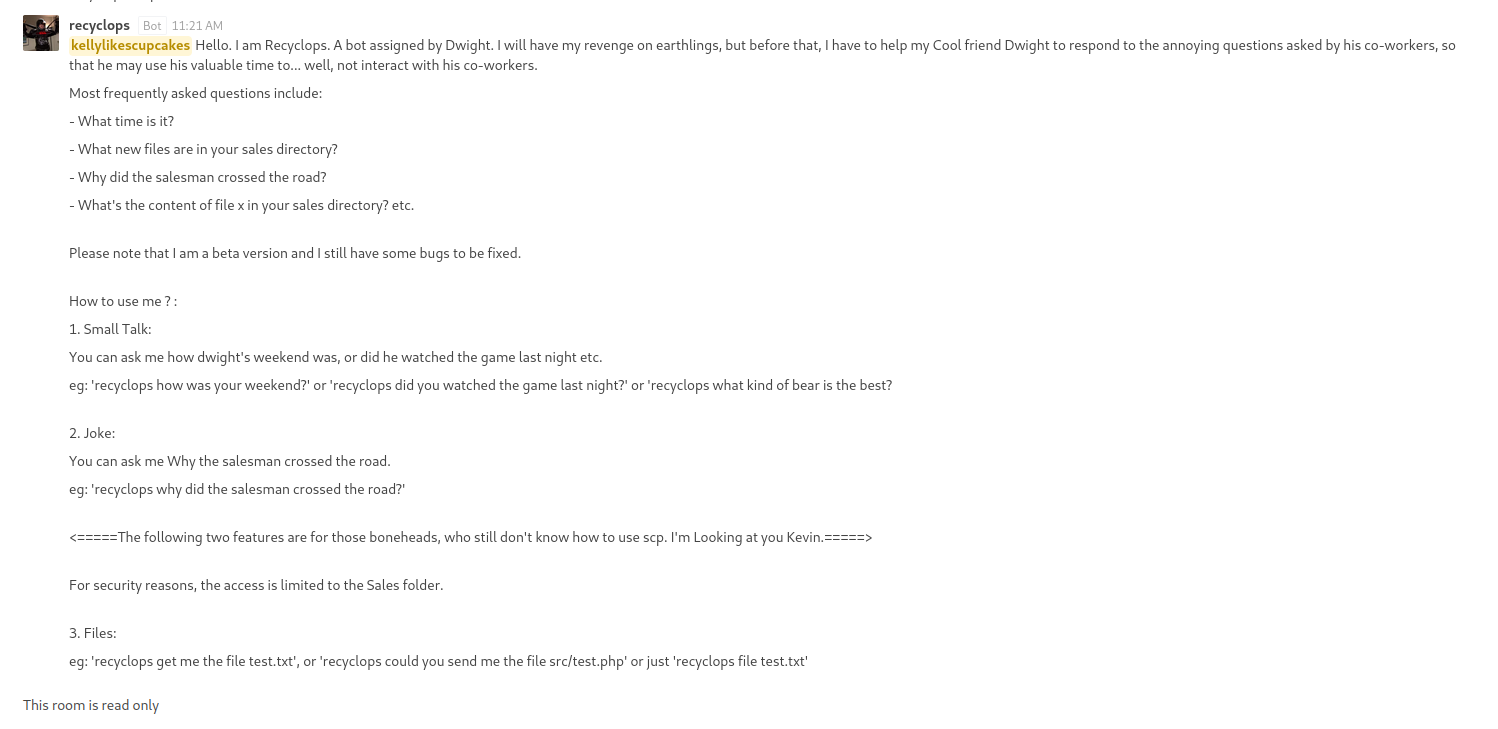 recyclops Bot 11:21 AM
kellylikescupcakes Hello. I am Recyclops. A bot assigned by Dwight. I will have my revenge on earthlings, but before that, I have to help my Cool friend Dwight to respond to the annoying questions asked by his co-workers, so
that he may use his valuable time to... well, not interact with his co-workers.
Most frequently asked questions include:
- What time is it?
- What new files are in your sales directory?
- Why did the salesman crossed the road?
- What's the content of file x in your sales directory? etc.
Please note that I am a beta version and I still have some bugs to be fixed.
How to use me ? :
1. Small Talk:
You can ask me how dwight's weekend was, or did he watched the game last night etc.
eg: 'recyclops how was your weekend?' or 'recyclops did you watched the game last night?' or 'recyclops what kind of bear is the best?
2. Joke:
You can ask me Why the salesman crossed the road.
eg: 'recyclops why did the salesman crossed the road?'
<=====The following two features are for those boneheads, who still don't know how to use scp. I'm Looking at you Kevin.=====>
For security reasons, the access is limited to the Sales folder.
3. Files:
eg: 'recyclops get me the file test.txt', or 'recyclops could you send me the file src/test.php' or just 'recyclops file test.txt'
This room is read only